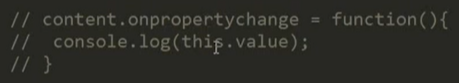 // content.onpropertychange = function(){
//  console.log(this.value);
// }